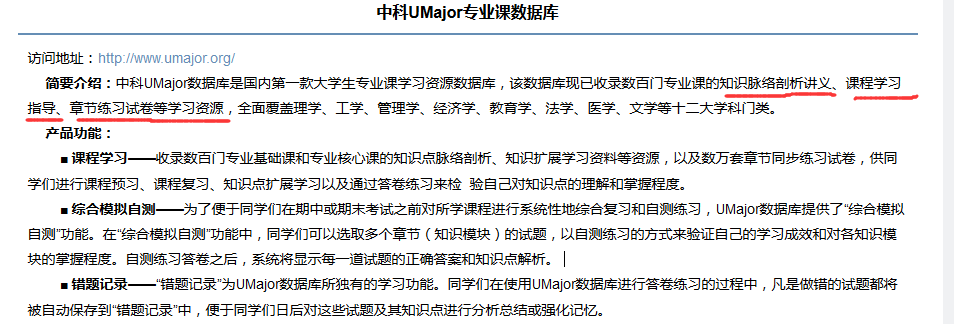 中科UMajor专业课数据库
访问地址：http://www.umajor.org/
简要介绍：中科UMajor数据库是国内第一款大学生专业课学习资源数据库，该数据库现已收录数百门专业课的知识脉络剖析讲义、课程学习
指导、章节练习试卷等学习资源，全面覆盖理学、工学、管理学、经济学、教育学、法学、医学、文学等十二大学科门类。
产品功能：
■ 课程学习——收录数百门专业基础课和专业核心课的知识点脉络剖析、知识扩展学习资料等资源，以及数万套章节同步练习试卷，供同
学们进行课程预习、课程复习、知识点扩展学习以及通过答卷练习来检 验自己对知识点的理解和掌握程度。
■ 综合模拟自测——为了便于同学们在期中或期末考试之前对所学课程进行系统性地综合复习和自测练习，UMajor数据库提供了“综合模拟
自测”功能。在“综合模拟自测”功能中，同学们可以选取多个章节（知识模块）的试题，以自测练习的方式来验证自己的学习成效和对各知识模
块的掌握程度。自测练习答卷之后，系统将显示每一道试题的正确答案和知识点解析。
■ 错题记录——“错题记录”为UMajor数据库所独有的学习功能。同学们在使用UMajor数据库进行答卷练习的过程中，凡是做错的试题都将
被自动保存到“错题记录”中，便于同学们日后对这些试题及其知识点进行分析总结或强化记忆。